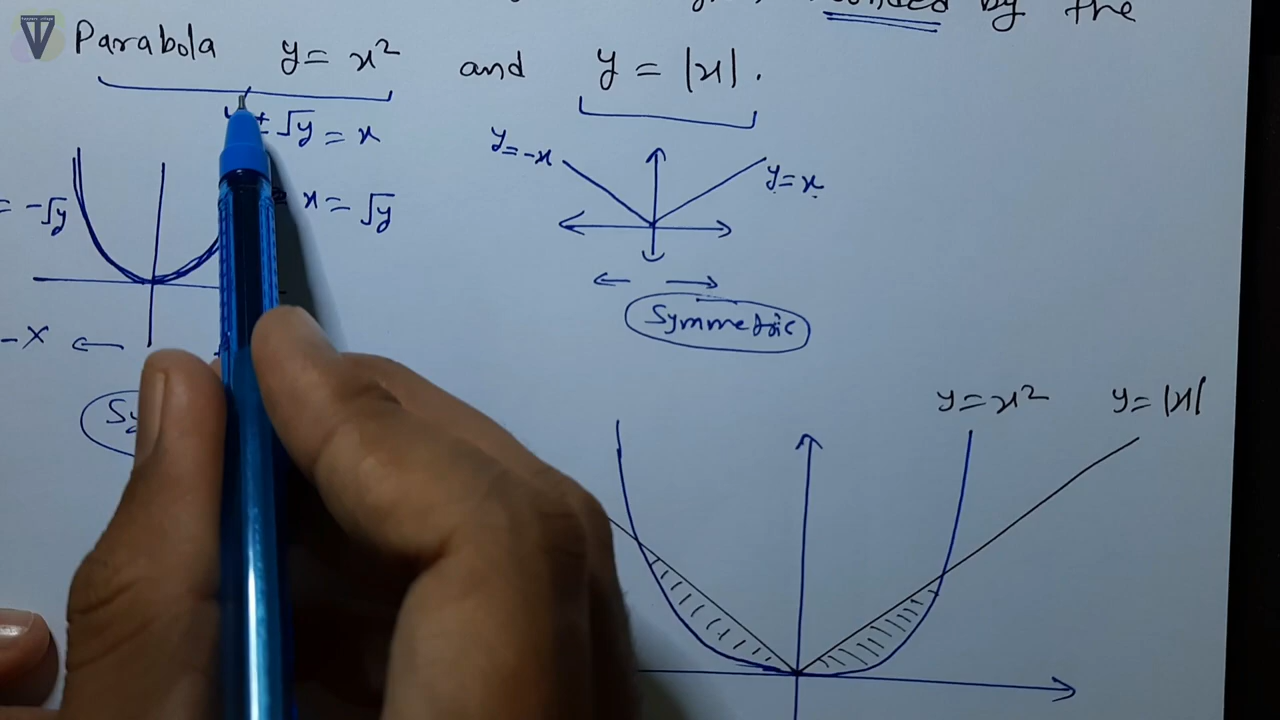 by the
Parabola y = x² and y = |x|.
± √y = x
= -√y
x = √y
y = -x
y = x
-x
Symmetric
y = x² y = |x|